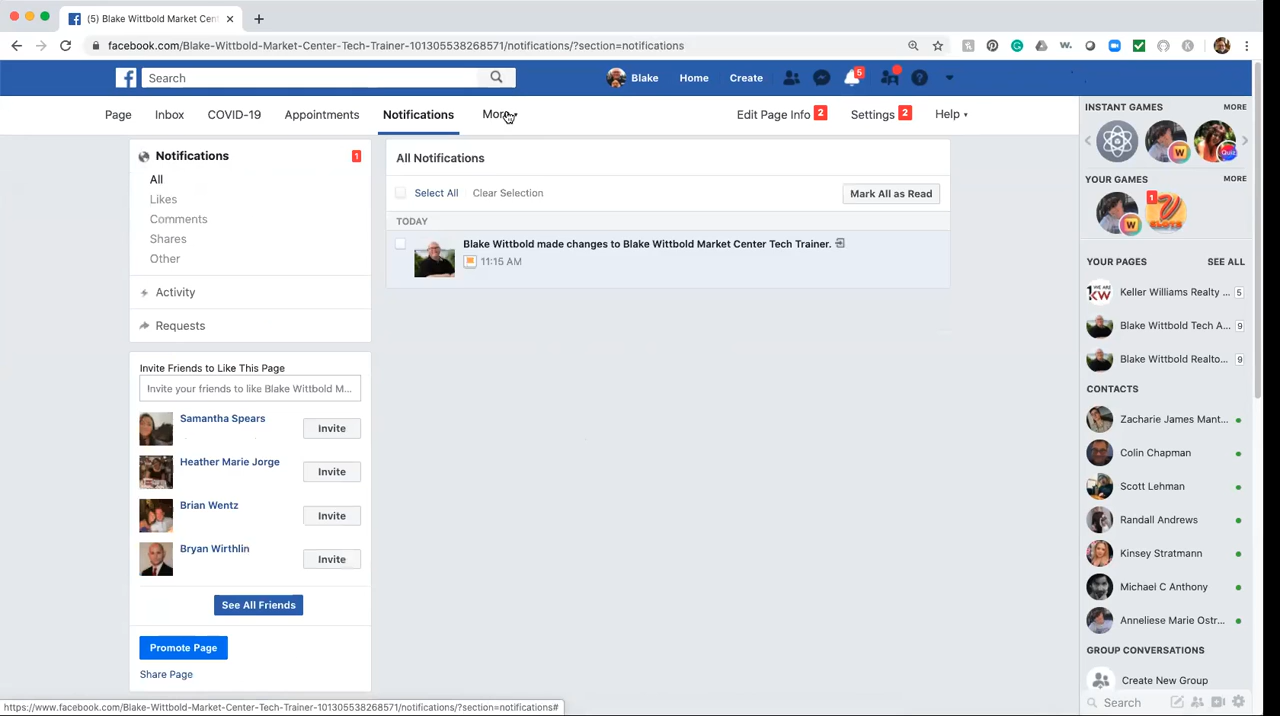 (5) Blake Wittbold Market Cent
facebook.com/Blake-Wittbold-Market-Center-Tech-Trainer-101305538268571/notifications/?section=notifications
Search
Blake
Home
Create
5
Page
Inbox
COVID-19
Appointments
Notifications
More
Edit Page Info 2
Settings 2
Help
Notifications 1
All
Likes
Comments
Shares
Other
Activity
Requests
Invite Friends to Like This Page
Invite your friends to like Blake Wittbold M...
Samantha Spears
Invite
Heather Marie Jorge
Invite
Brian Wentz
Invite
Bryan Wirthlin
Invite
See All Friends
Promote Page
Share Page
All Notifications
Select All
Clear Selection
Mark All as Read
TODAY
Blake Wittbold made changes to Blake Wittbold Market Center Tech Trainer.
11:15 AM
INSTANT GAMES
MORE
W
Quiz
YOUR GAMES
MORE
W
1
SLOTS
YOUR PAGES
SEE ALL
KW
Keller Williams Realty ... 5
Blake Wittbold Tech A... 9
Blake Wittbold Realto... 9
CONTACTS
Zacharie James Mant...
Colin Chapman
Scott Lehman
Randall Andrews
Kinsey Stratmann
Michael C Anthony
Anneliese Marie Ostr...
GROUP CONVERSATIONS
Create New Group
Search
https://www.facebook.com/Blake-Wittbold-Market-Center-Tech-Trainer-101305538268571/notifications/?section=notifications#